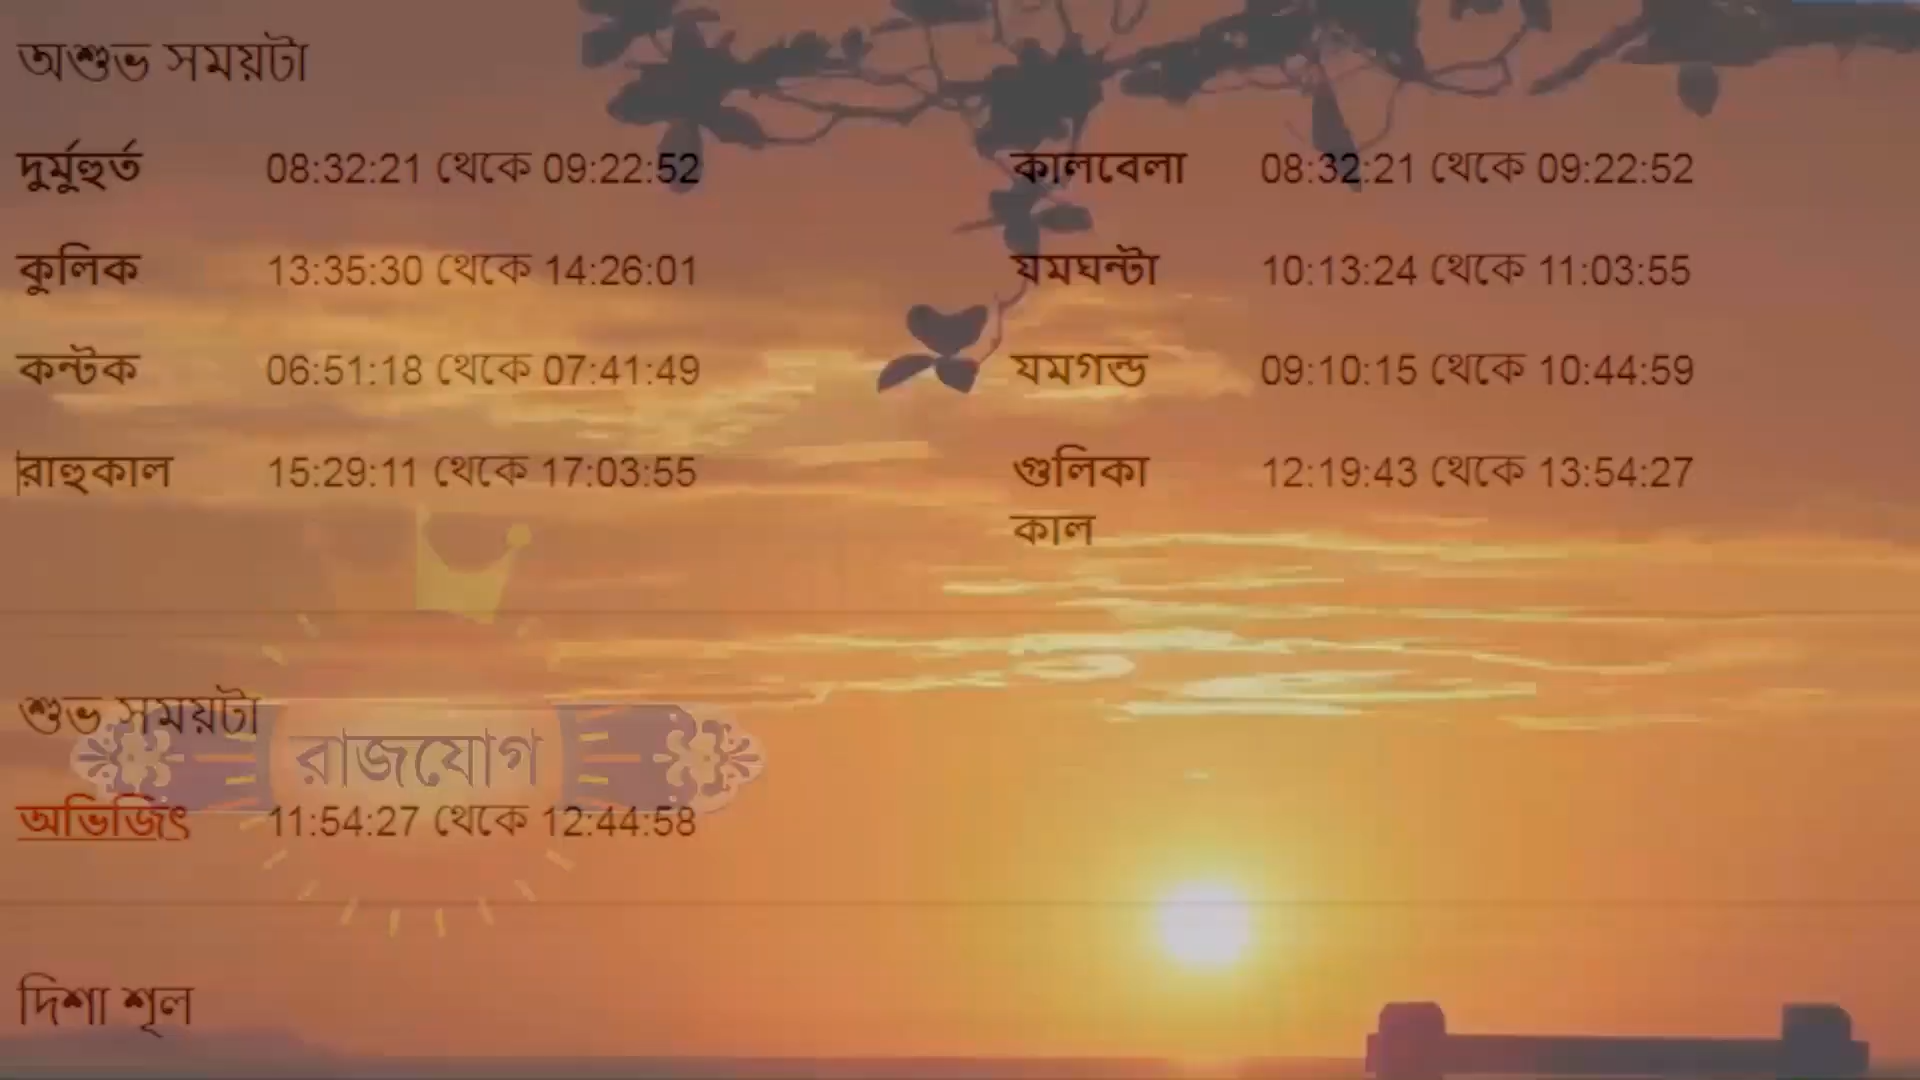 অশুভ সময়টা
দুর্মুহুর্ত 08:32:21 থেকে 09:22:52 কালবেলা 08:32:21 থেকে 09:22:52
কুলিক 13:35:30 থেকে 14:26:01 যমঘন্টা 10:13:24 থেকে 11:03:55
কন্টক 06:51:18 থেকে 07:41:49 যমগন্ড 09:10:15 থেকে 10:44:59
রাহুকাল 15:29:11 থেকে 17:03:55 গুলিকা 12:19:43 থেকে 13:54:27
কাল
শুভ সময়টা
রাজযোগ
অভিজিৎ 11:54:27 থেকে 12:44:58
দিশা শূল